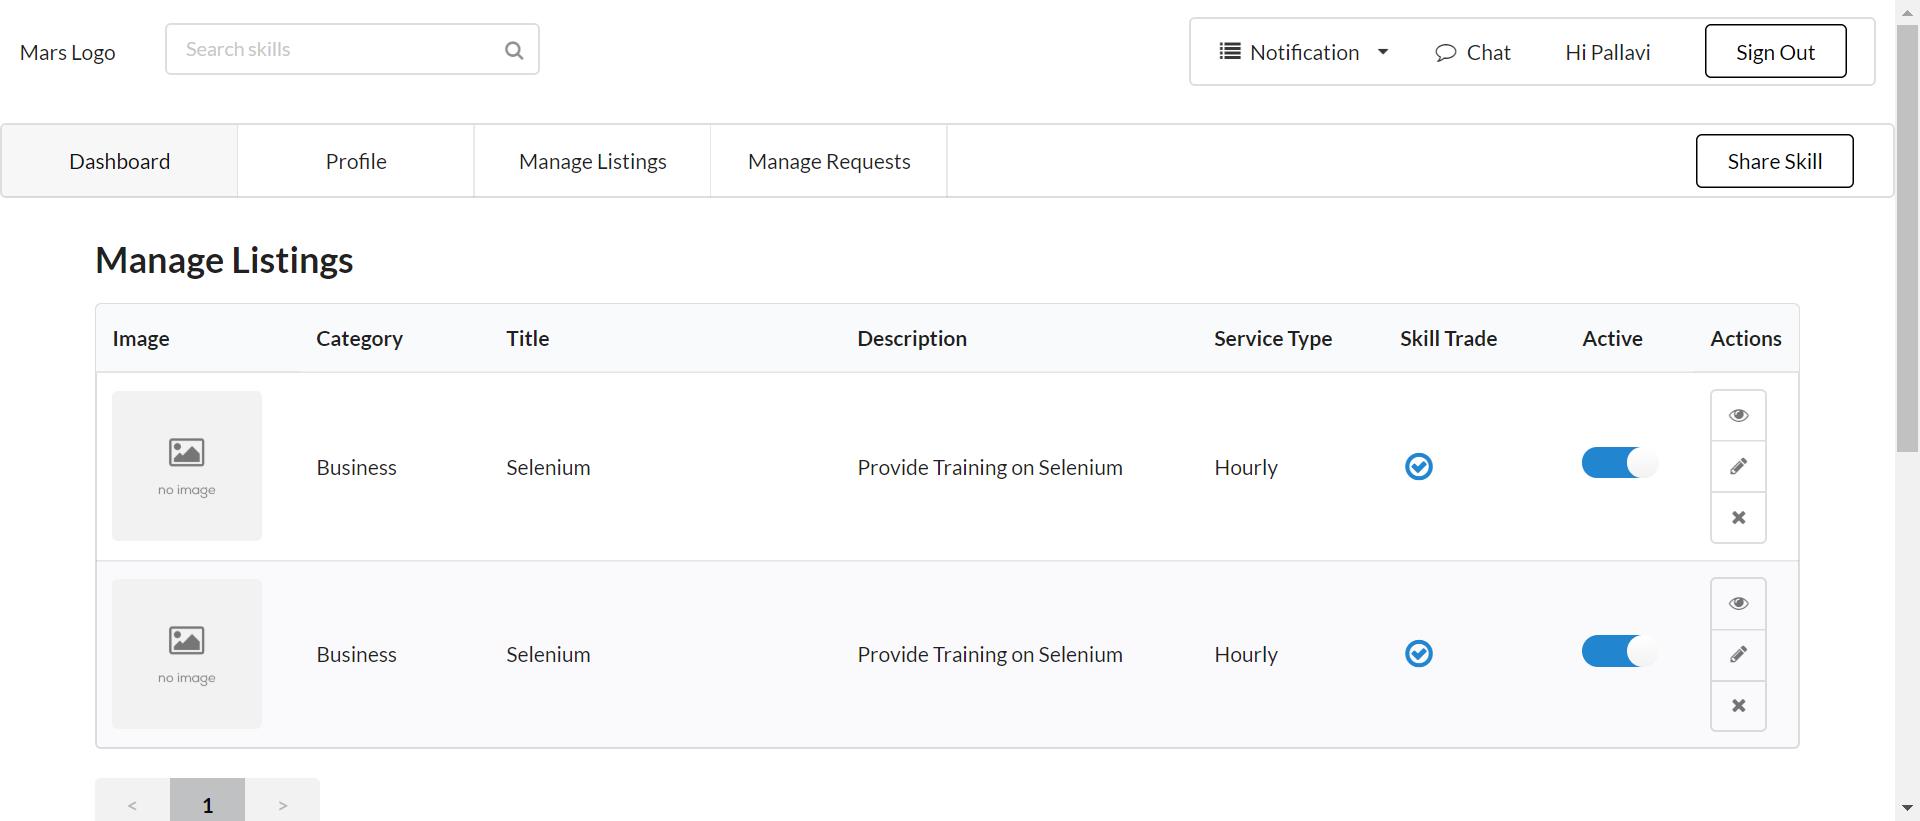 Mars Logo
Search skills
Notification
Chat
Hi Pallavi
Sign Out
Dashboard
Profile
Manage Listings
Manage Requests
Share Skill
Manage Listings
Image Category Title Description Service Type Skill Trade Active Actions
no image
Business Selenium Provide Training on Selenium Hourly
no image
Business Selenium Provide Training on Selenium Hourly
< 1 >